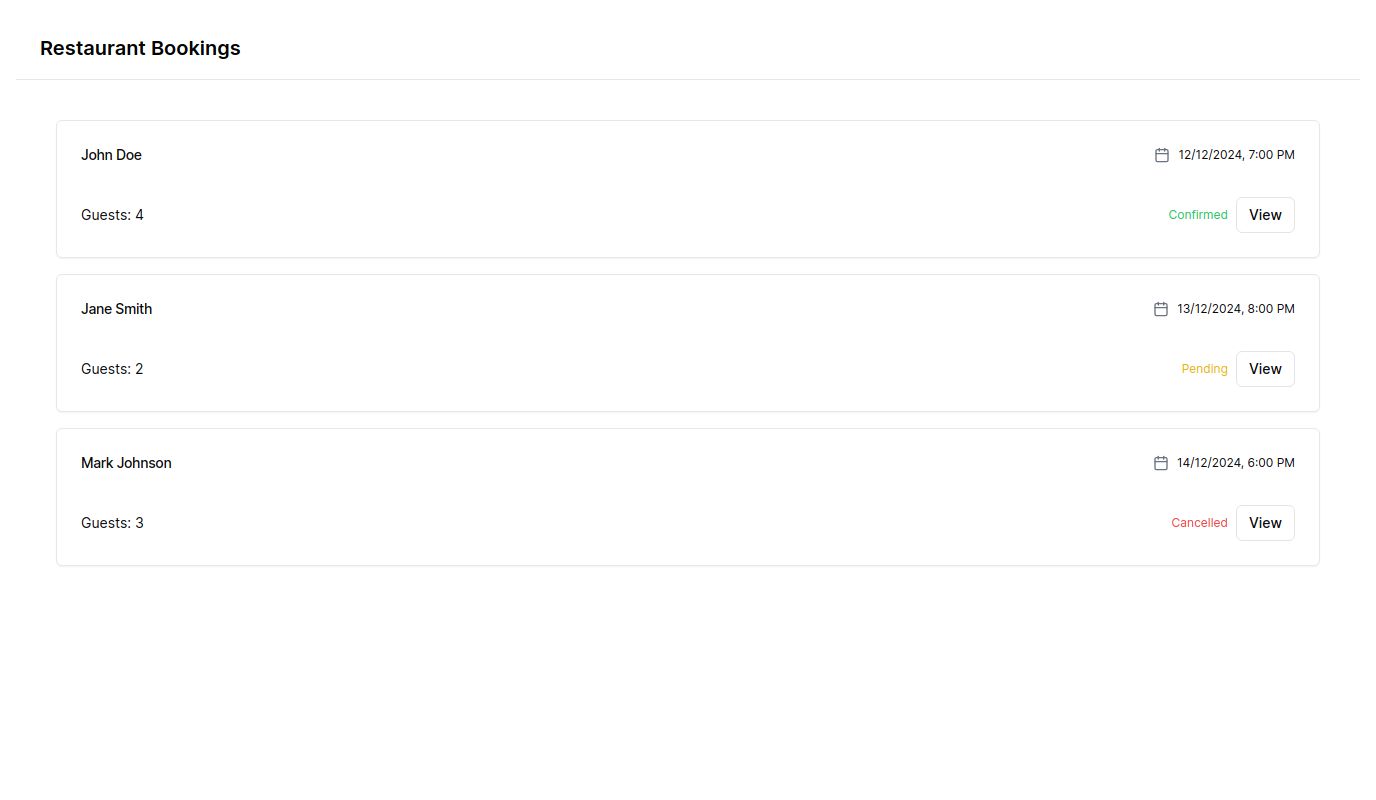 Restaurant Bookings
John Doe
12/12/2024, 7:00 PM
Guests: 4
Confirmed
View
Jane Smith
13/12/2024, 8:00 PM
Guests: 2
Pending
View
Mark Johnson
14/12/2024, 6:00 PM
Guests: 3
Cancelled
View